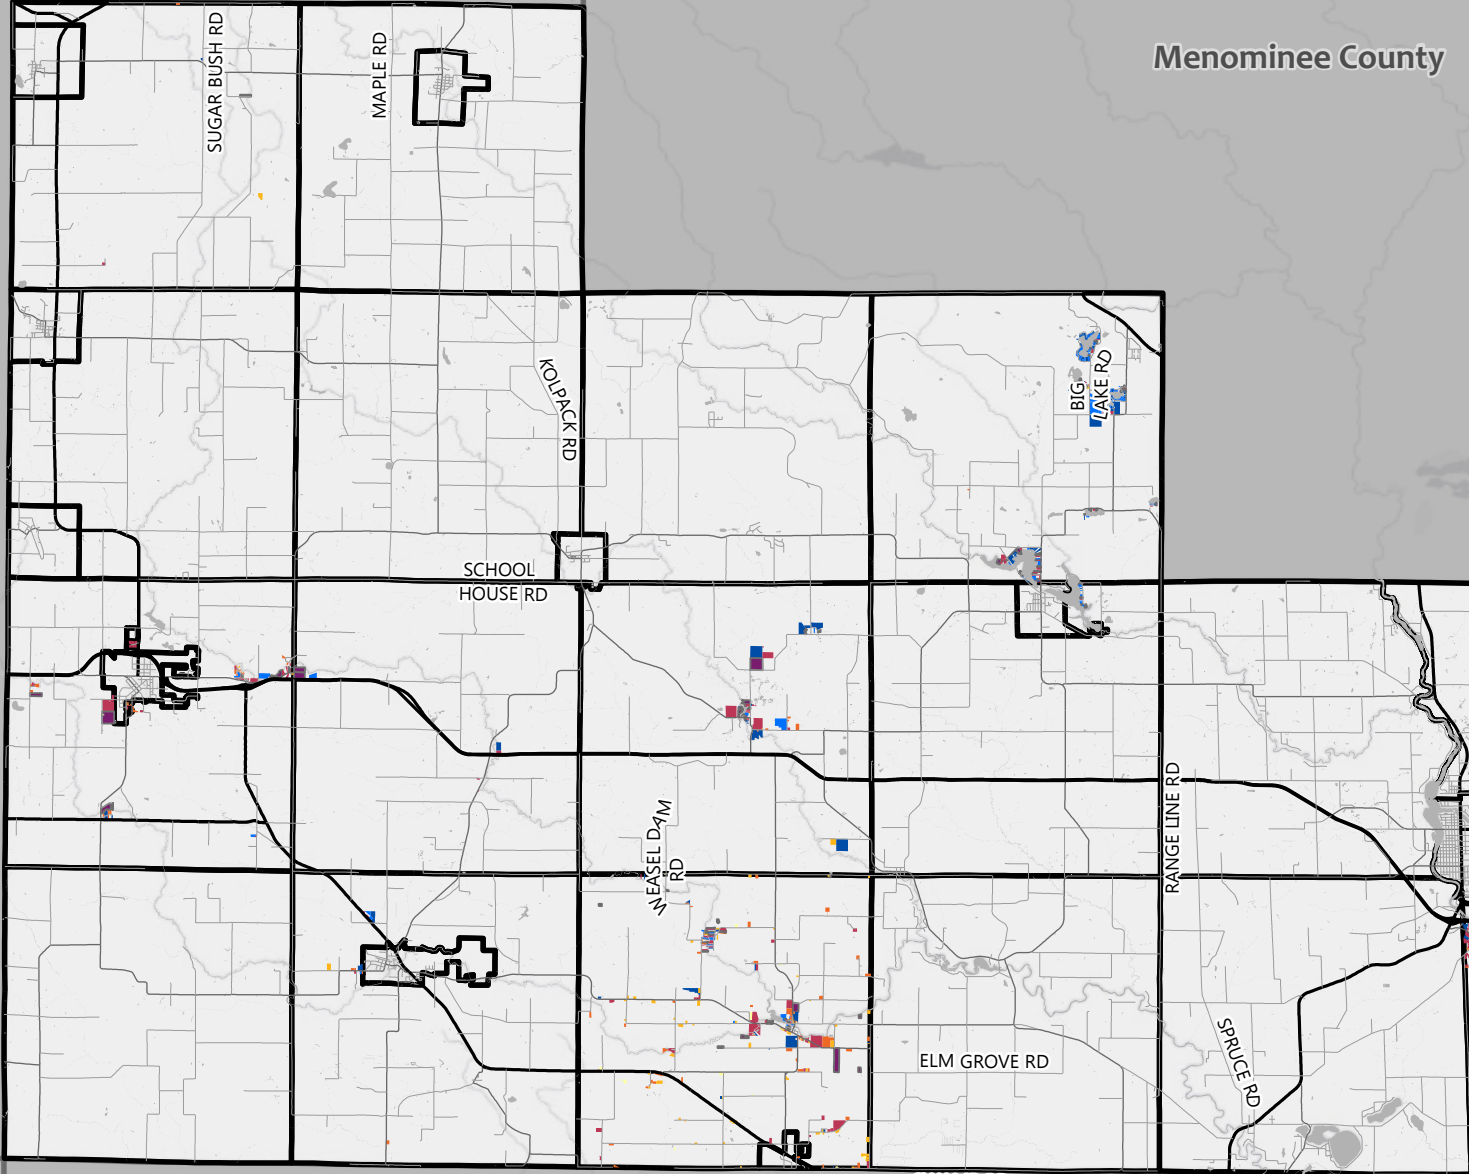 Menominee County
SUGAR BUSH RD
MAPLE RD
KOLPACK RD
BIG
LAKE RD
SCHOOL
HOUSE RD
WEASEL DAM
RD
RANGE LINE RD
ELM GROVE RD
SPRUCE RD